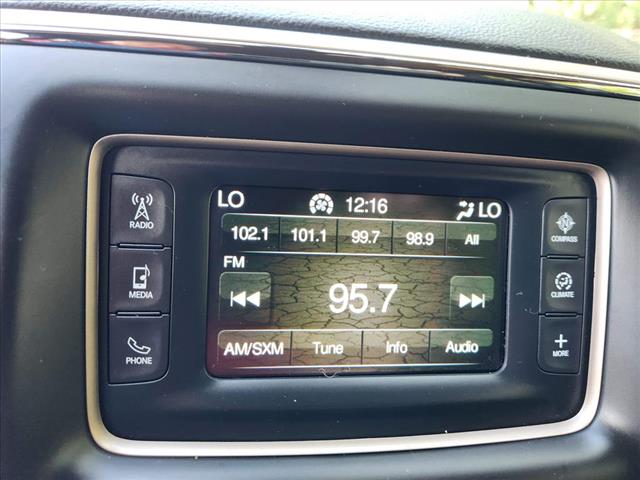 LO 12:16 LO
102.1 101.1 99.7 98.9 All
FM
95.7
AM/SXM Tune Info Audio
RADIO
MEDIA
PHONE
N
COMPASS
CLIMATE
+
MORE